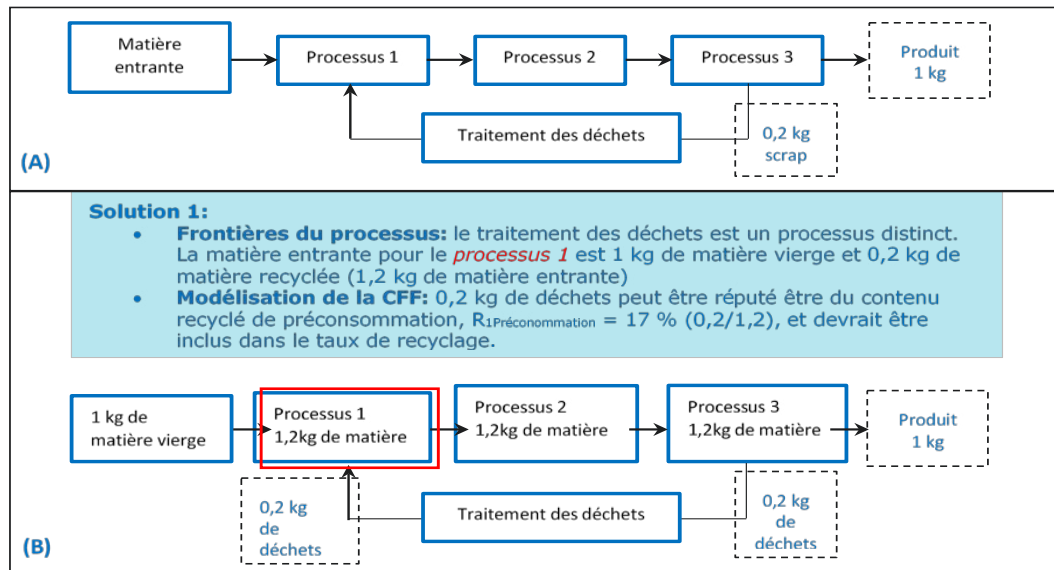 Matière
entrante
Processus 1
Processus 2
Processus 3
Produit
1 kg
Traitement des déchets
0,2 kg
scrap
(A)
Solution 1:
• Frontières du processus: le traitement des déchets est un processus distinct.
La matière entrante pour le processus 1 est 1 kg de matière vierge et 0,2 kg de
matière recyclée (1,2 kg de matière entrante)
• Modélisation de la CFF: 0,2 kg de déchets peut être réputé être du contenu
recyclé de préconsommation, R1Préconommation = 17 % (0,2/1,2), et devrait être
inclus dans le taux de recyclage.
1 kg de
matière vierge
Processus 1
1,2kg de matière
Processus 2
1,2kg de matière
Processus 3
1,2kg de matière
Produit
1 kg
0,2 kg
de
déchets
Traitement des déchets
0,2 kg
de
déchets
(B)